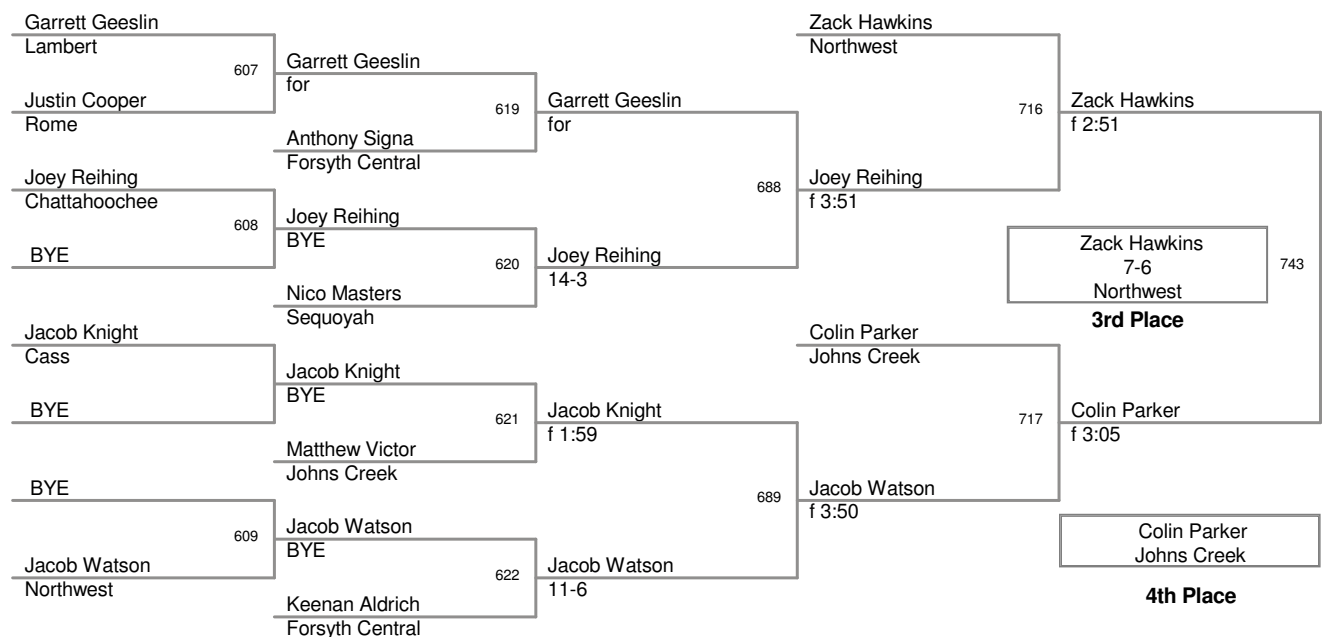 Garrett Geeslin
Lambert
607
Justin Cooper
Rome
Joey Reihing
Chattahoochee
608
BYE
Jacob Knight
Cass
BYE
BYE
609
Jacob Watson
Northwest
Garrett Geeslin
for
619
Anthony Signa
Forsyth Central
Joey Reihing
BYE
620
Nico Masters
Sequoyah
Jacob Knight
BYE
621
Matthew Victor
Johns Creek
Jacob Watson
BYE
622
Keenan Aldrich
Forsyth Central
Garrett Geeslin
for
688
Joey Reihing
14-3
Jacob Knight
f 1:59
689
Jacob Watson
11-6
Zack Hawkins
Northwest
716
Joey Reihing
f 3:51
Colin Parker
Johns Creek
717
Jacob Watson
f 3:50
Zack Hawkins
f 2:51
Zack Hawkins
7-6
Northwest
743
3rd Place
Colin Parker
f 3:05
Colin Parker
Johns Creek
4th Place